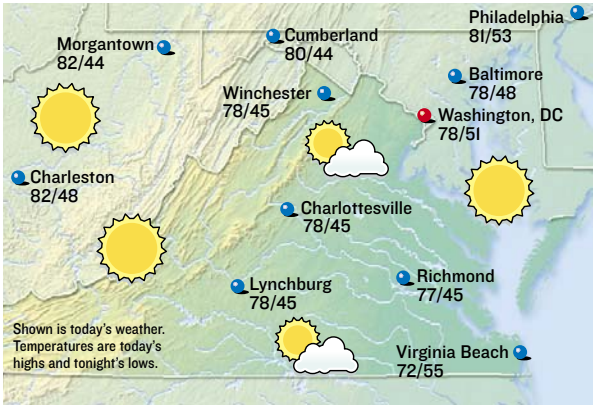 Philadelphia
81/53
Morgantown
82/44
Cumberland
80/44
Baltimore
78/48
Winchester
78/45
Washington, DC
78/51
Charleston
82/48
Charlottesville
78/45
Lynchburg
78/45
Richmond
77/45
Shown is today's weather.
Temperatures are today's
highs and tonight's lows.
Virginia Beach
72/55